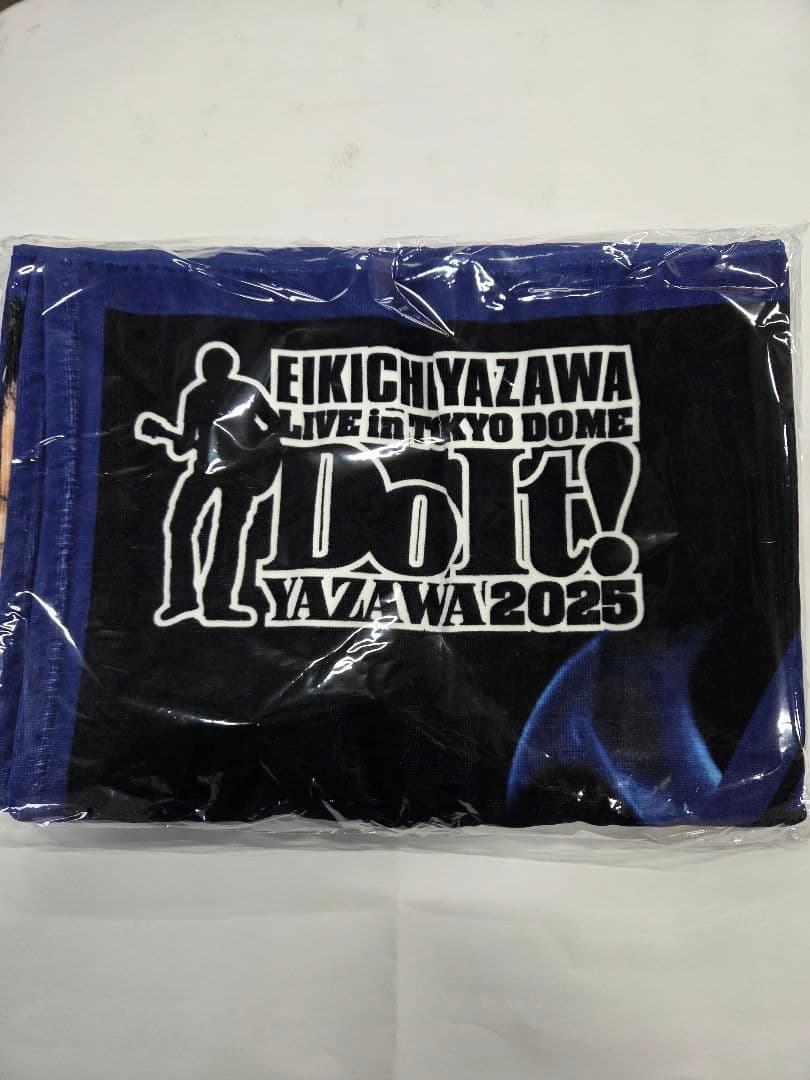 EIKICHI YAZAWA
LIVE in TOKYO DOME
Do It!
YAZAWA 2025